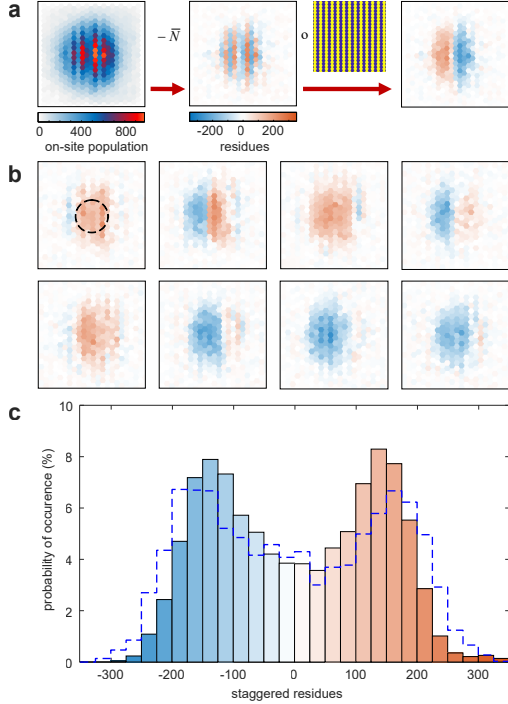 a
− N̅
o
0 400 800
on-site population
-200 0 200
residues
b
c
10
8
6
4
2
0
probability of occurence (%)
-300 -200 -100 0 100 200 300
staggered residues